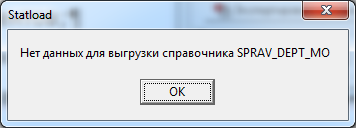 Statload
Нет данных для выгрузки справочника SPRAV_DEPT_MO
OK